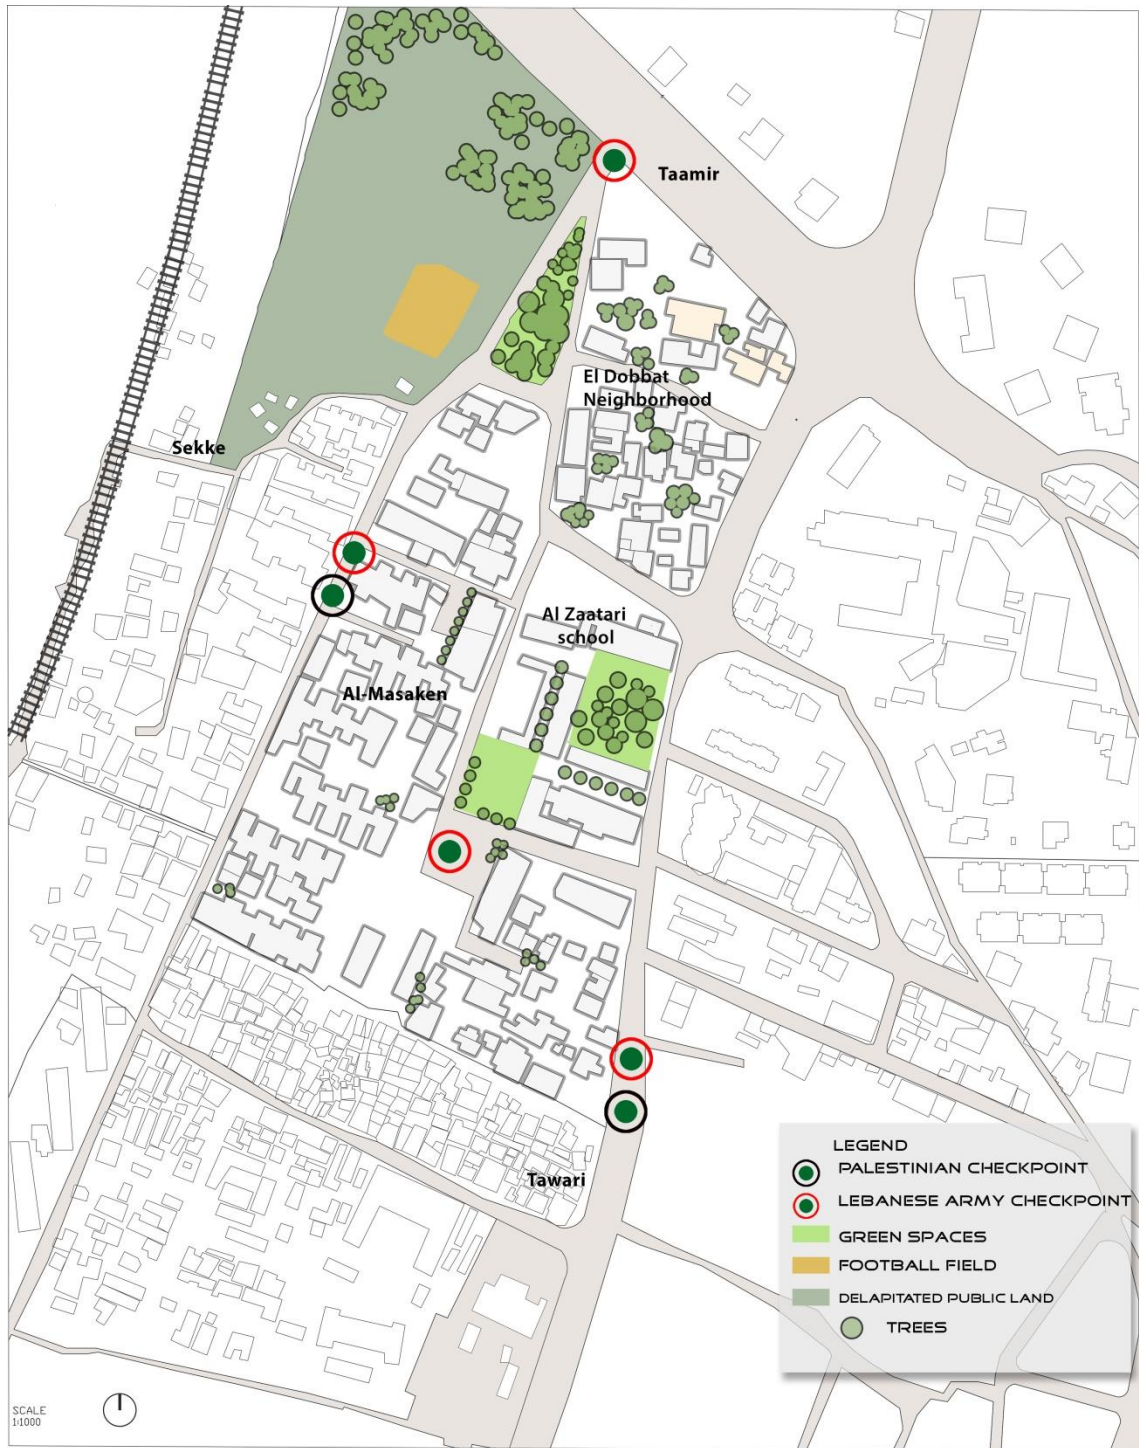 Taamir
El Dobbat
Neighborhood
Sekke
Al Zaatari
school
Al-Masaken
Tawari
LEGEND
PALESTINIAN CHECKPOINT
LEBANESE ARMY CHECKPOINT
GREEN SPACES
FOOTBALL FIELD
DELAPITATED PUBLIC LAND
TREES
SCALE
1:1000